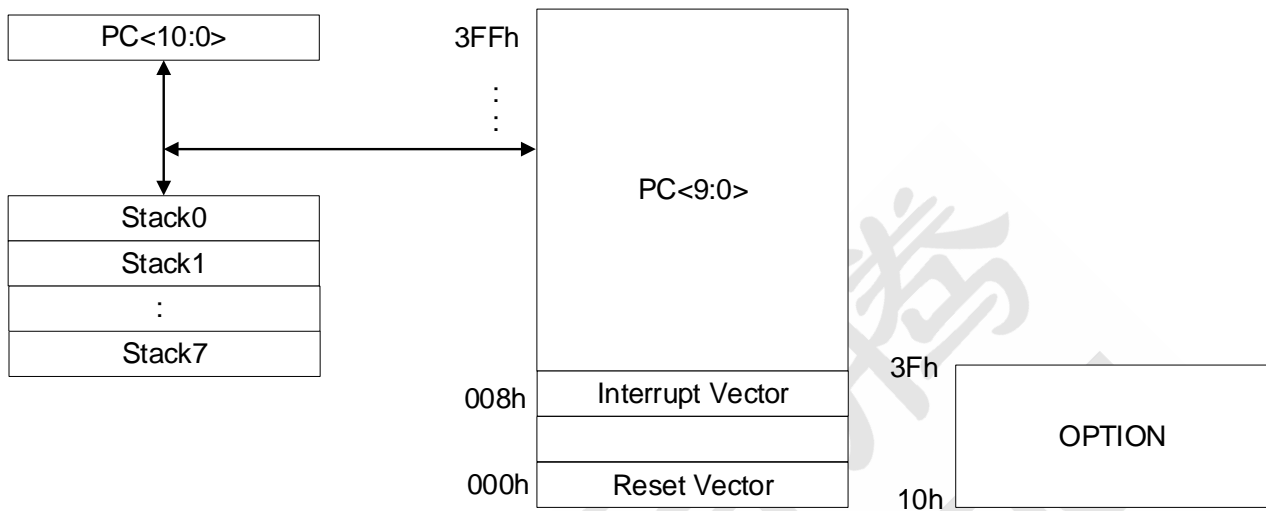 PC<10:0>
Stack0
Stack1
:
Stack7
3FFh
:
:
008h
000h
PC<9:0>
Interrupt Vector
Reset Vector
3Fh
10h
OPTION
腾